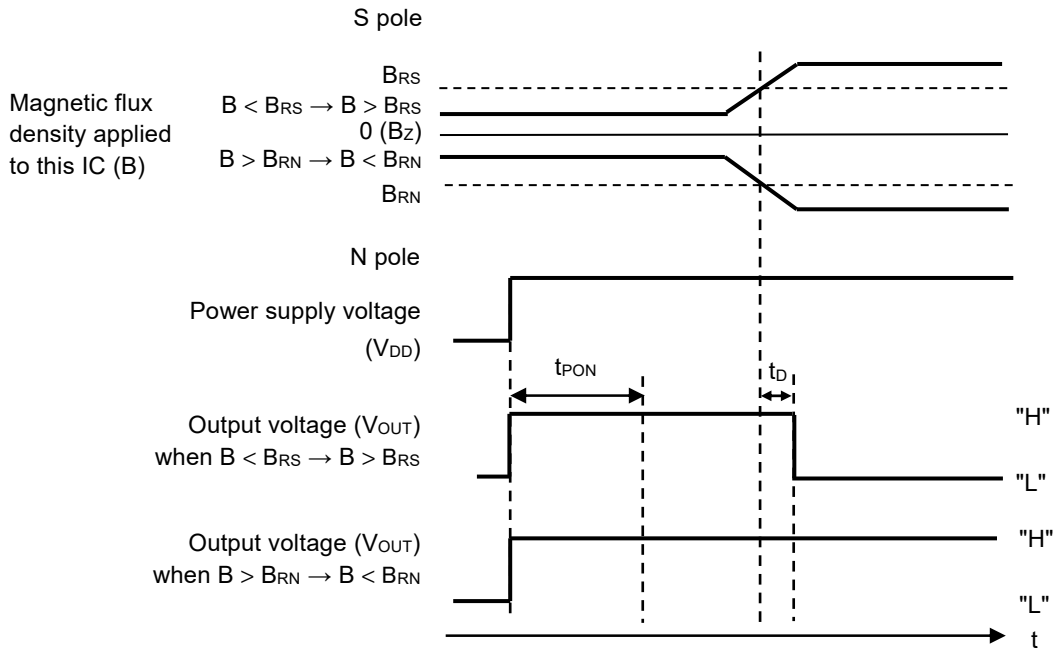 S pole
BRS
Magnetic flux
density applied
to this IC (B)
B < BRS → B > BRS
0 (BZ)
B > BRN → B < BRN
BRN
N pole
Power supply voltage
(VDD)
tPON
tD
Output voltage (VOUT)
when B < BRS → B > BRS
"H"
"L"
Output voltage (VOUT)
when B > BRN → B < BRN
"H"
"L"
t